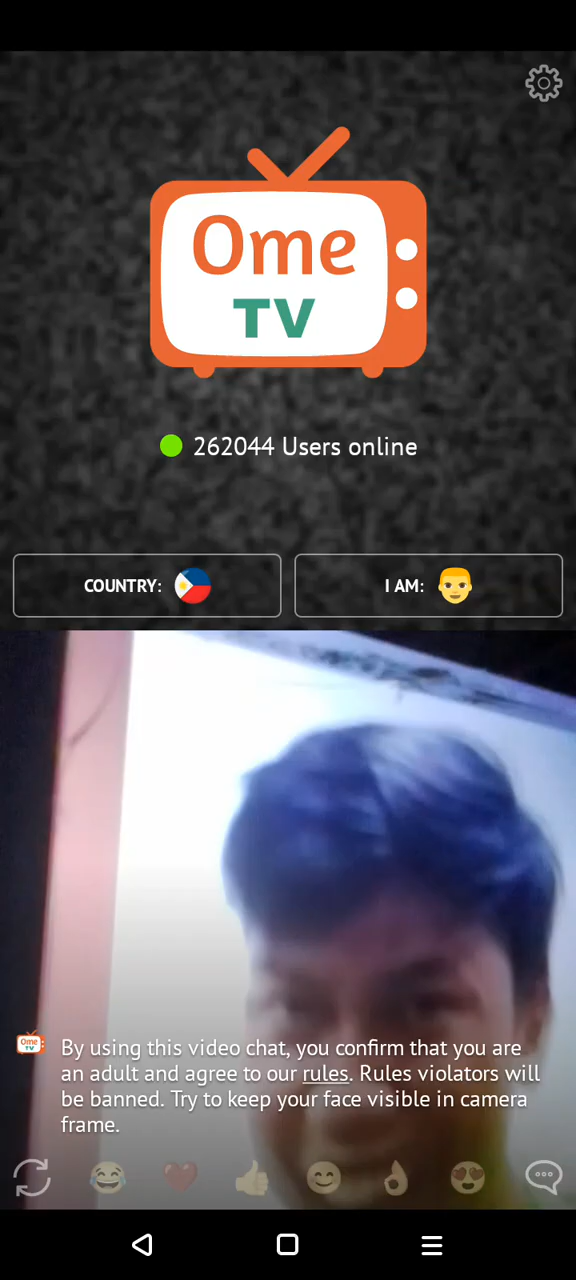 Ome
TV
262044 Users online
COUNTRY:
I AM:
Ome
TV
By using this video chat, you confirm that you are
an adult and agree to our rules. Rules violators will
be banned. Try to keep your face visible in camera
frame.